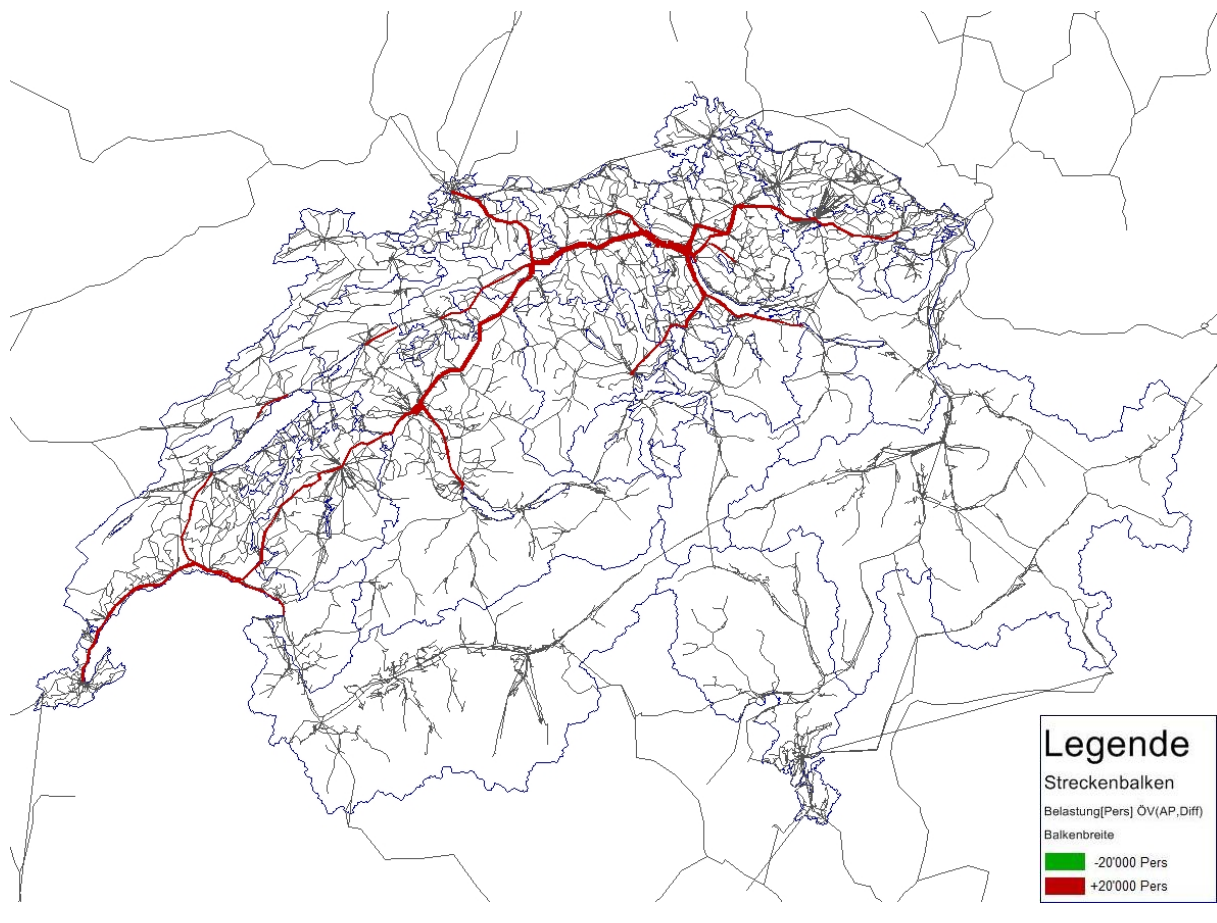 Legende
Streckenbalken
Belastung[Pers] ÖV(AP,Diff)
Balkenbreite
-20'000 Pers
+20'000 Pers